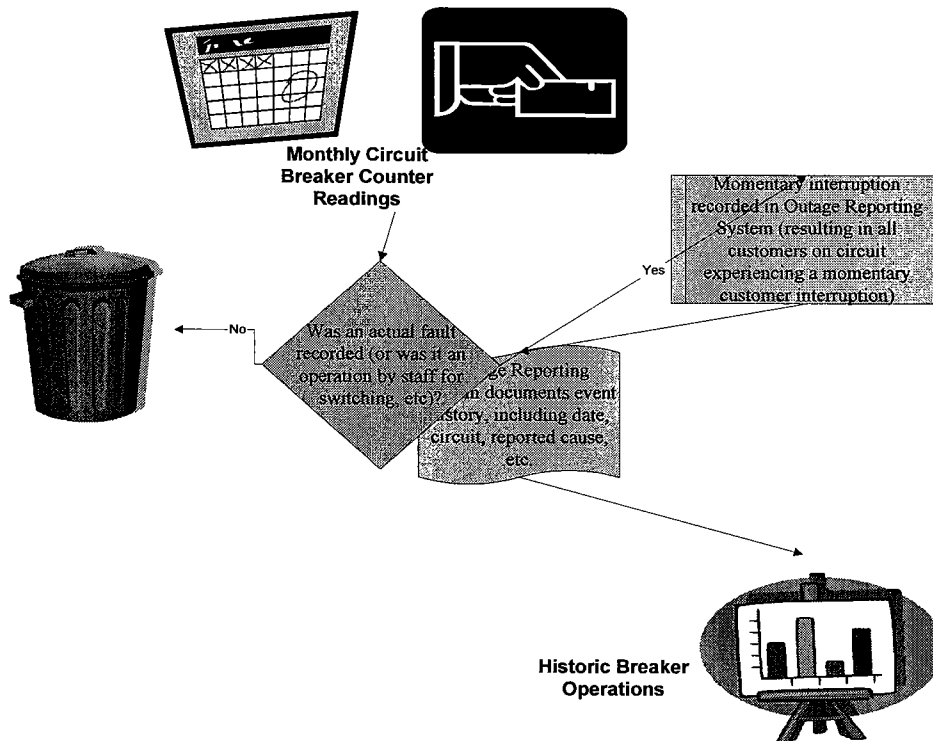 Monthly Circuit
Breaker Counter
Readings
Momentary interruption
recorded in Outage Reporting
System (resulting in all
customers on circuit
experiencing a momentary
customer interruption)
Yes
No
Was an actual fault
recorded (or was it an
operation by staff for
switching, etc)?
Reporting
documents event
including date,
circuit, reported cause,
etc.
Historic Breaker
Operations